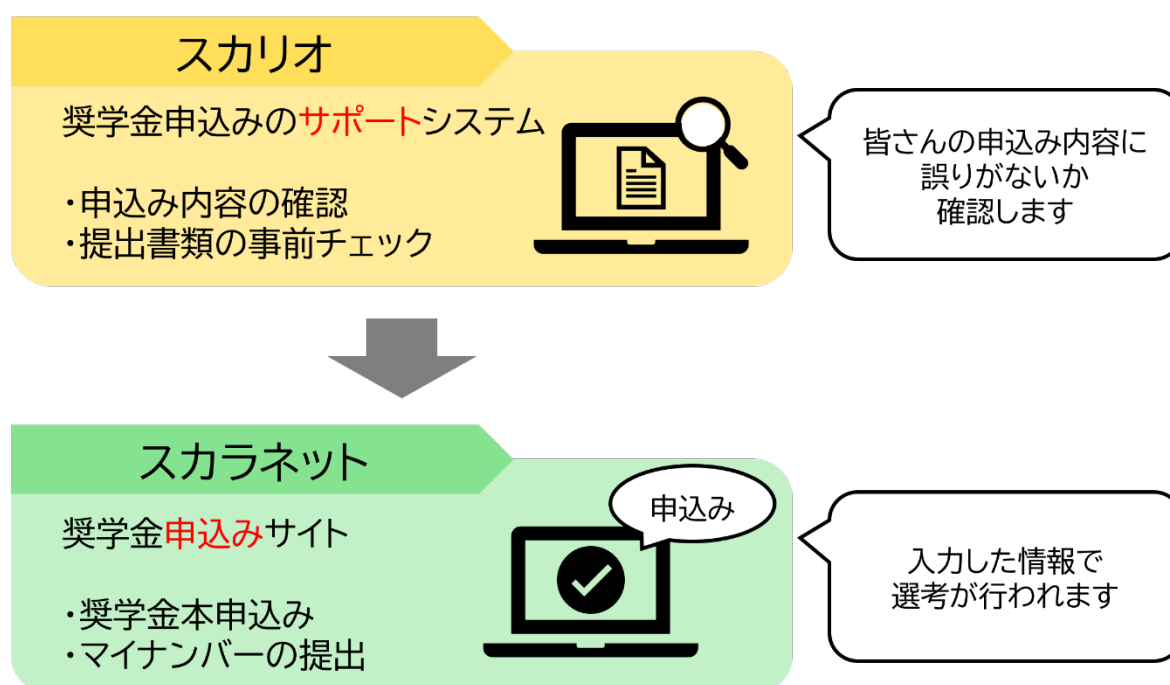 スカリオ
奨学金申込みのサポートシステム
・申込み内容の確認
・提出書類の事前チェック
皆さんの申込み内容に
誤りがないか
確認します
スカラネット
奨学金申込みサイト
・奨学金本申込み
・マイナンバーの提出
申込み
入力した情報で
選考が行われます